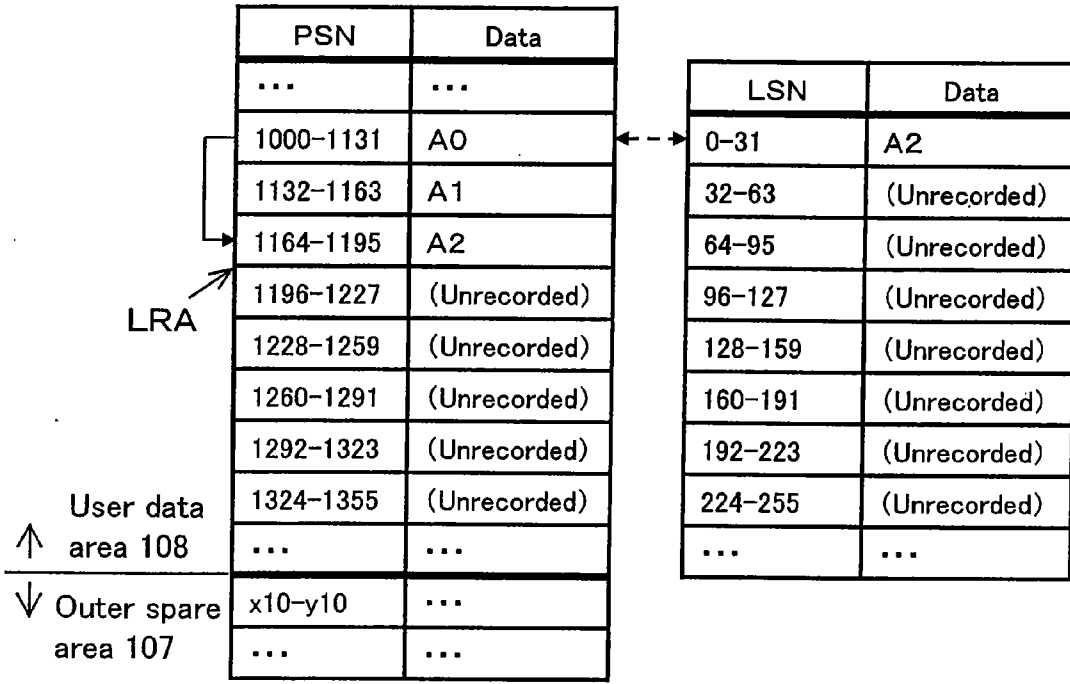 PSN Data
... ...
1000-1131 A0
1132-1163 A1
1164-1195 A2
1196-1227 (Unrecorded)
1228-1259 (Unrecorded)
1260-1291 (Unrecorded)
1292-1323 (Unrecorded)
1324-1355 (Unrecorded)
... ...
x10-y10 ...
... ...
LRA
User data
area 108
Outer spare
area 107
LSN Data
0-31 A2
32-63 (Unrecorded)
64-95 (Unrecorded)
96-127 (Unrecorded)
128-159 (Unrecorded)
160-191 (Unrecorded)
192-223 (Unrecorded)
224-255 (Unrecorded)
... ...